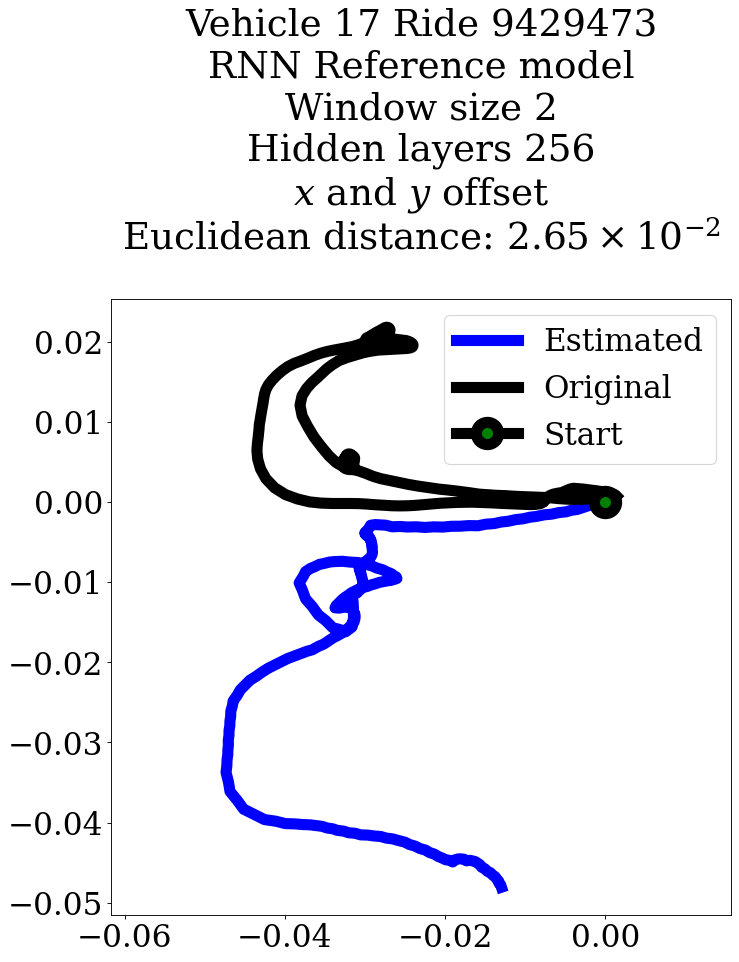 Vehicle 17 Ride 9429473
RNN Reference model
Window size 2
Hidden layers 256
x and y offset
Euclidean distance: 2.65 × 10⁻²
Estimated
Original
Start
0.02
0.01
0.00
−0.01
−0.02
−0.03
−0.04
−0.05
−0.06 −0.04 −0.02 0.00